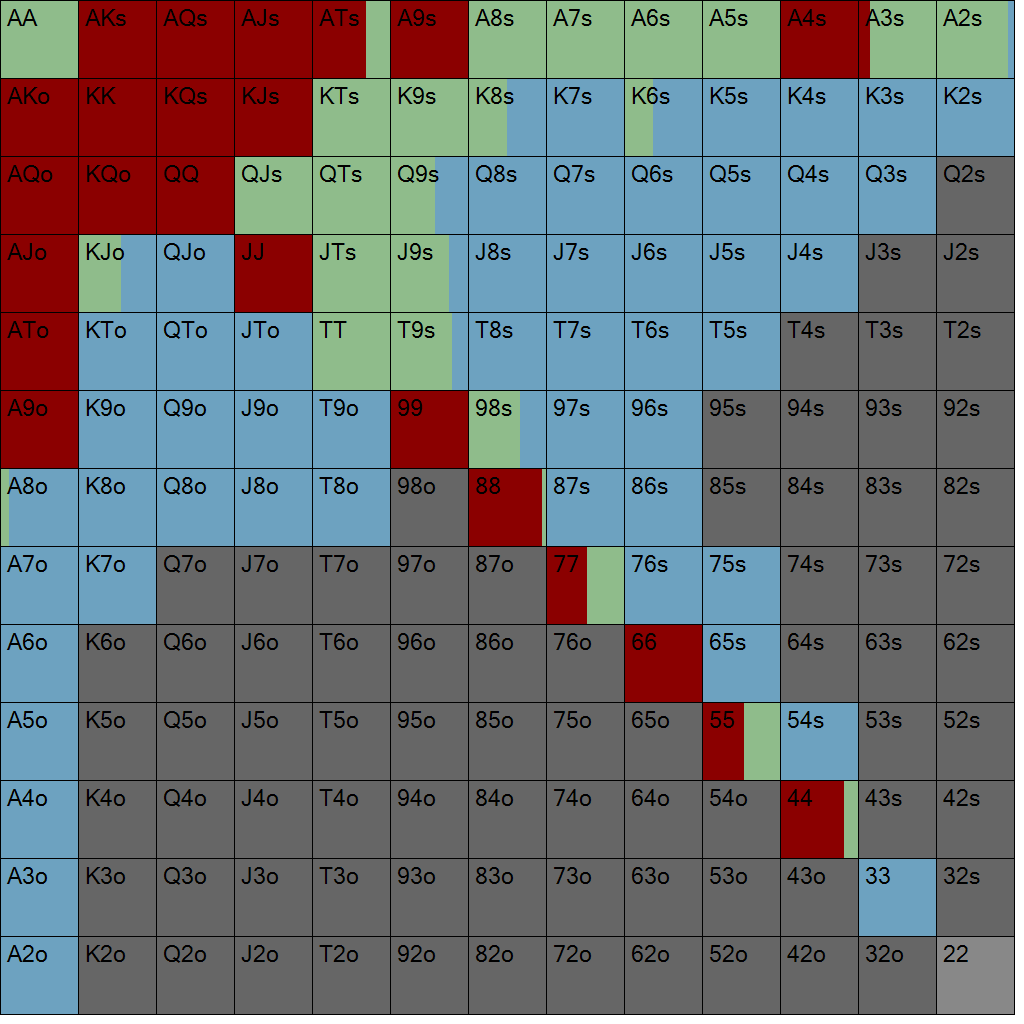 AA AKs AQs AJs ATs A9s A8s A7s A6s A5s A4s A3s A2s
AKo KK KQs KJs KTs K9s K8s K7s K6s K5s K4s K3s K2s
AQo KQo QQ QJs QTs Q9s Q8s Q7s Q6s Q5s Q4s Q3s Q2s
AJo KJo QJo JJ JTs J9s J8s J7s J6s J5s J4s J3s J2s
ATo KTo QTo JTo TT T9s T8s T7s T6s T5s T4s T3s T2s
A9o K9o Q9o J9o T9o 99 98s 97s 96s 95s 94s 93s 92s
A8o K8o Q8o J8o T8o 98o 88 87s 86s 85s 84s 83s 82s
A7o K7o Q7o J7o T7o 97o 87o 77 76s 75s 74s 73s 72s
A6o K6o Q6o J6o T6o 96o 86o 76o 66 65s 64s 63s 62s
A5o K5o Q5o J5o T5o 95o 85o 75o 65o 55 54s 53s 52s
A4o K4o Q4o J4o T4o 94o 84o 74o 64o 54o 44 43s 42s
A3o K3o Q3o J3o T3o 93o 83o 73o 63o 53o 43o 33 32s
A2o K2o Q2o J2o T2o 92o 82o 72o 62o 52o 42o 32o 22